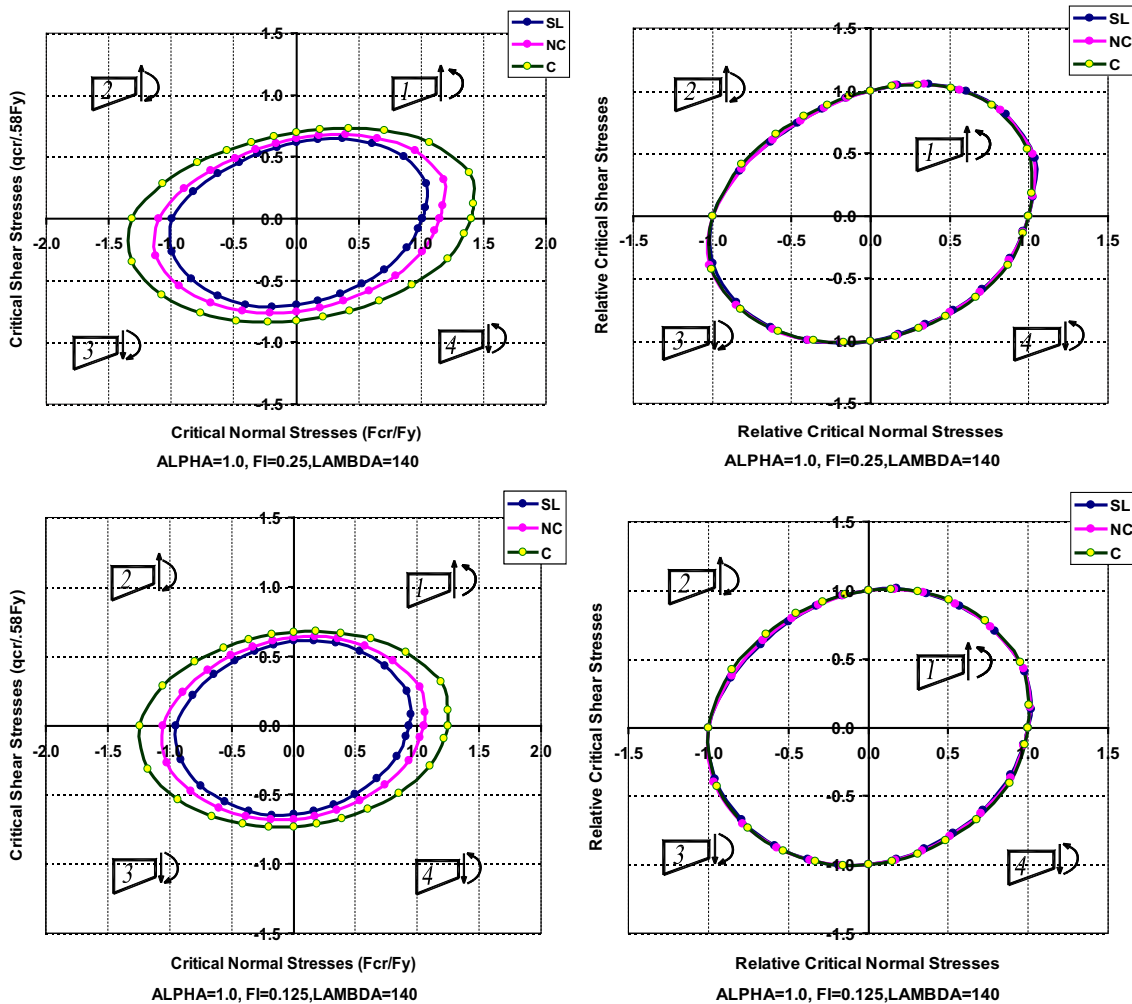 SL
NC
C
1.5
1.0
0.5
0.0
-0.5
-1.0
-1.5
-2.0 -1.5 -1.0 -0.5 0.0 0.5 1.0 1.5 2.0
2
1
3
4
Critical Shear Stresses (qcr/.58Fy)
Critical Normal Stresses (Fcr/Fy)
ALPHA=1.0, FI=0.25,LAMBDA=140
SL
NC
C
1.5
1.0
0.5
0.0
-0.5
-1.0
-1.5
-1.5 -1.0 -0.5 0.0 0.5 1.0 1.5
2
1
3
4
Relative Critical Shear Stresses
Relative Critical Normal Stresses
ALPHA=1.0, FI=0.25,LAMBDA=140
SL
NC
C
1.5
1.0
0.5
0.0
-0.5
-1.0
-1.5
-2.0 -1.5 -1.0 -0.5 0.0 0.5 1.0 1.5 2.0
2
1
3
4
Critical Shear Stresses (qcr/.58Fy)
Critical Normal Stresses (Fcr/Fy)
ALPHA=1.0, FI=0.125,LAMBDA=140
SL
NC
C
1.5
1.0
0.5
0.0
-0.5
-1.0
-1.5
-1.5 -1.0 -0.5 0.0 0.5 1.0 1.5
2
1
3
4
Relative Critical Shear Stresses
Relative Critical Normal Stresses
ALPHA=1.0, FI=0.125,LAMBDA=140